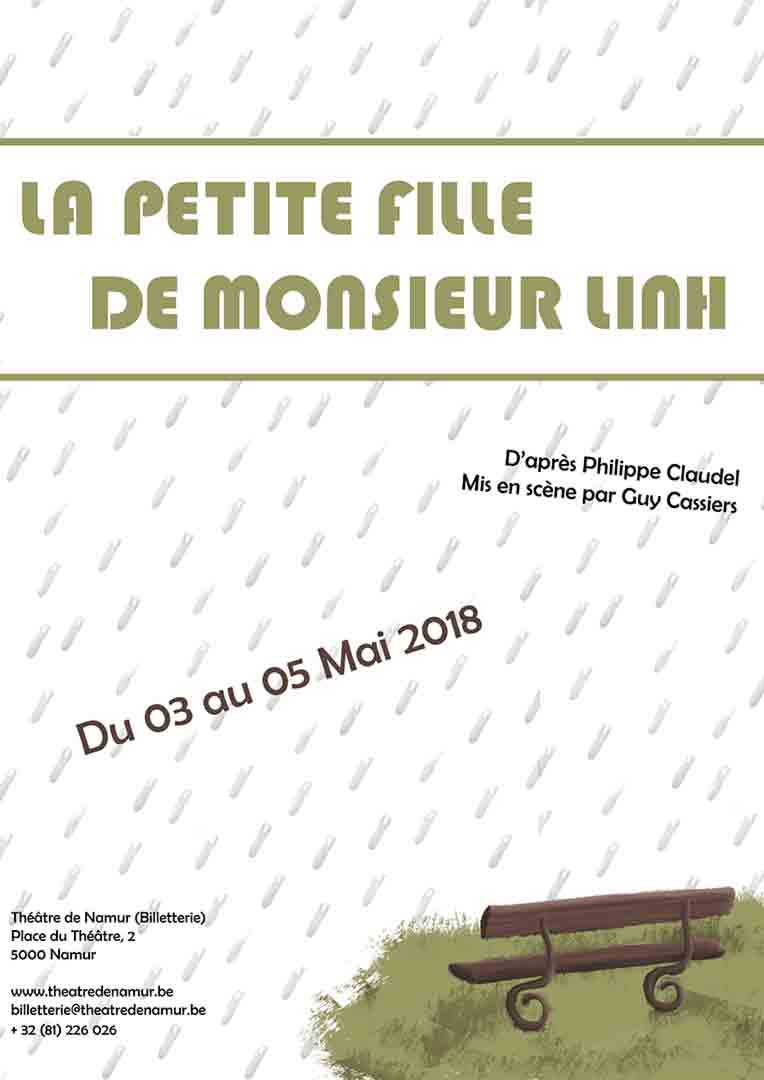 LA PETITE FILLE
DE MONSIEUR LINH
D'après Philippe Claudel
Mis en scène par Guy Cassiers
Du 03 au 05 Mai 2018
Théâtre de Namur (Billetterie)
Place du Théâtre, 2
5000 Namur
www.theatredenamur.be
billetterie@theatredenamur.be
+ 32 (81) 226 026